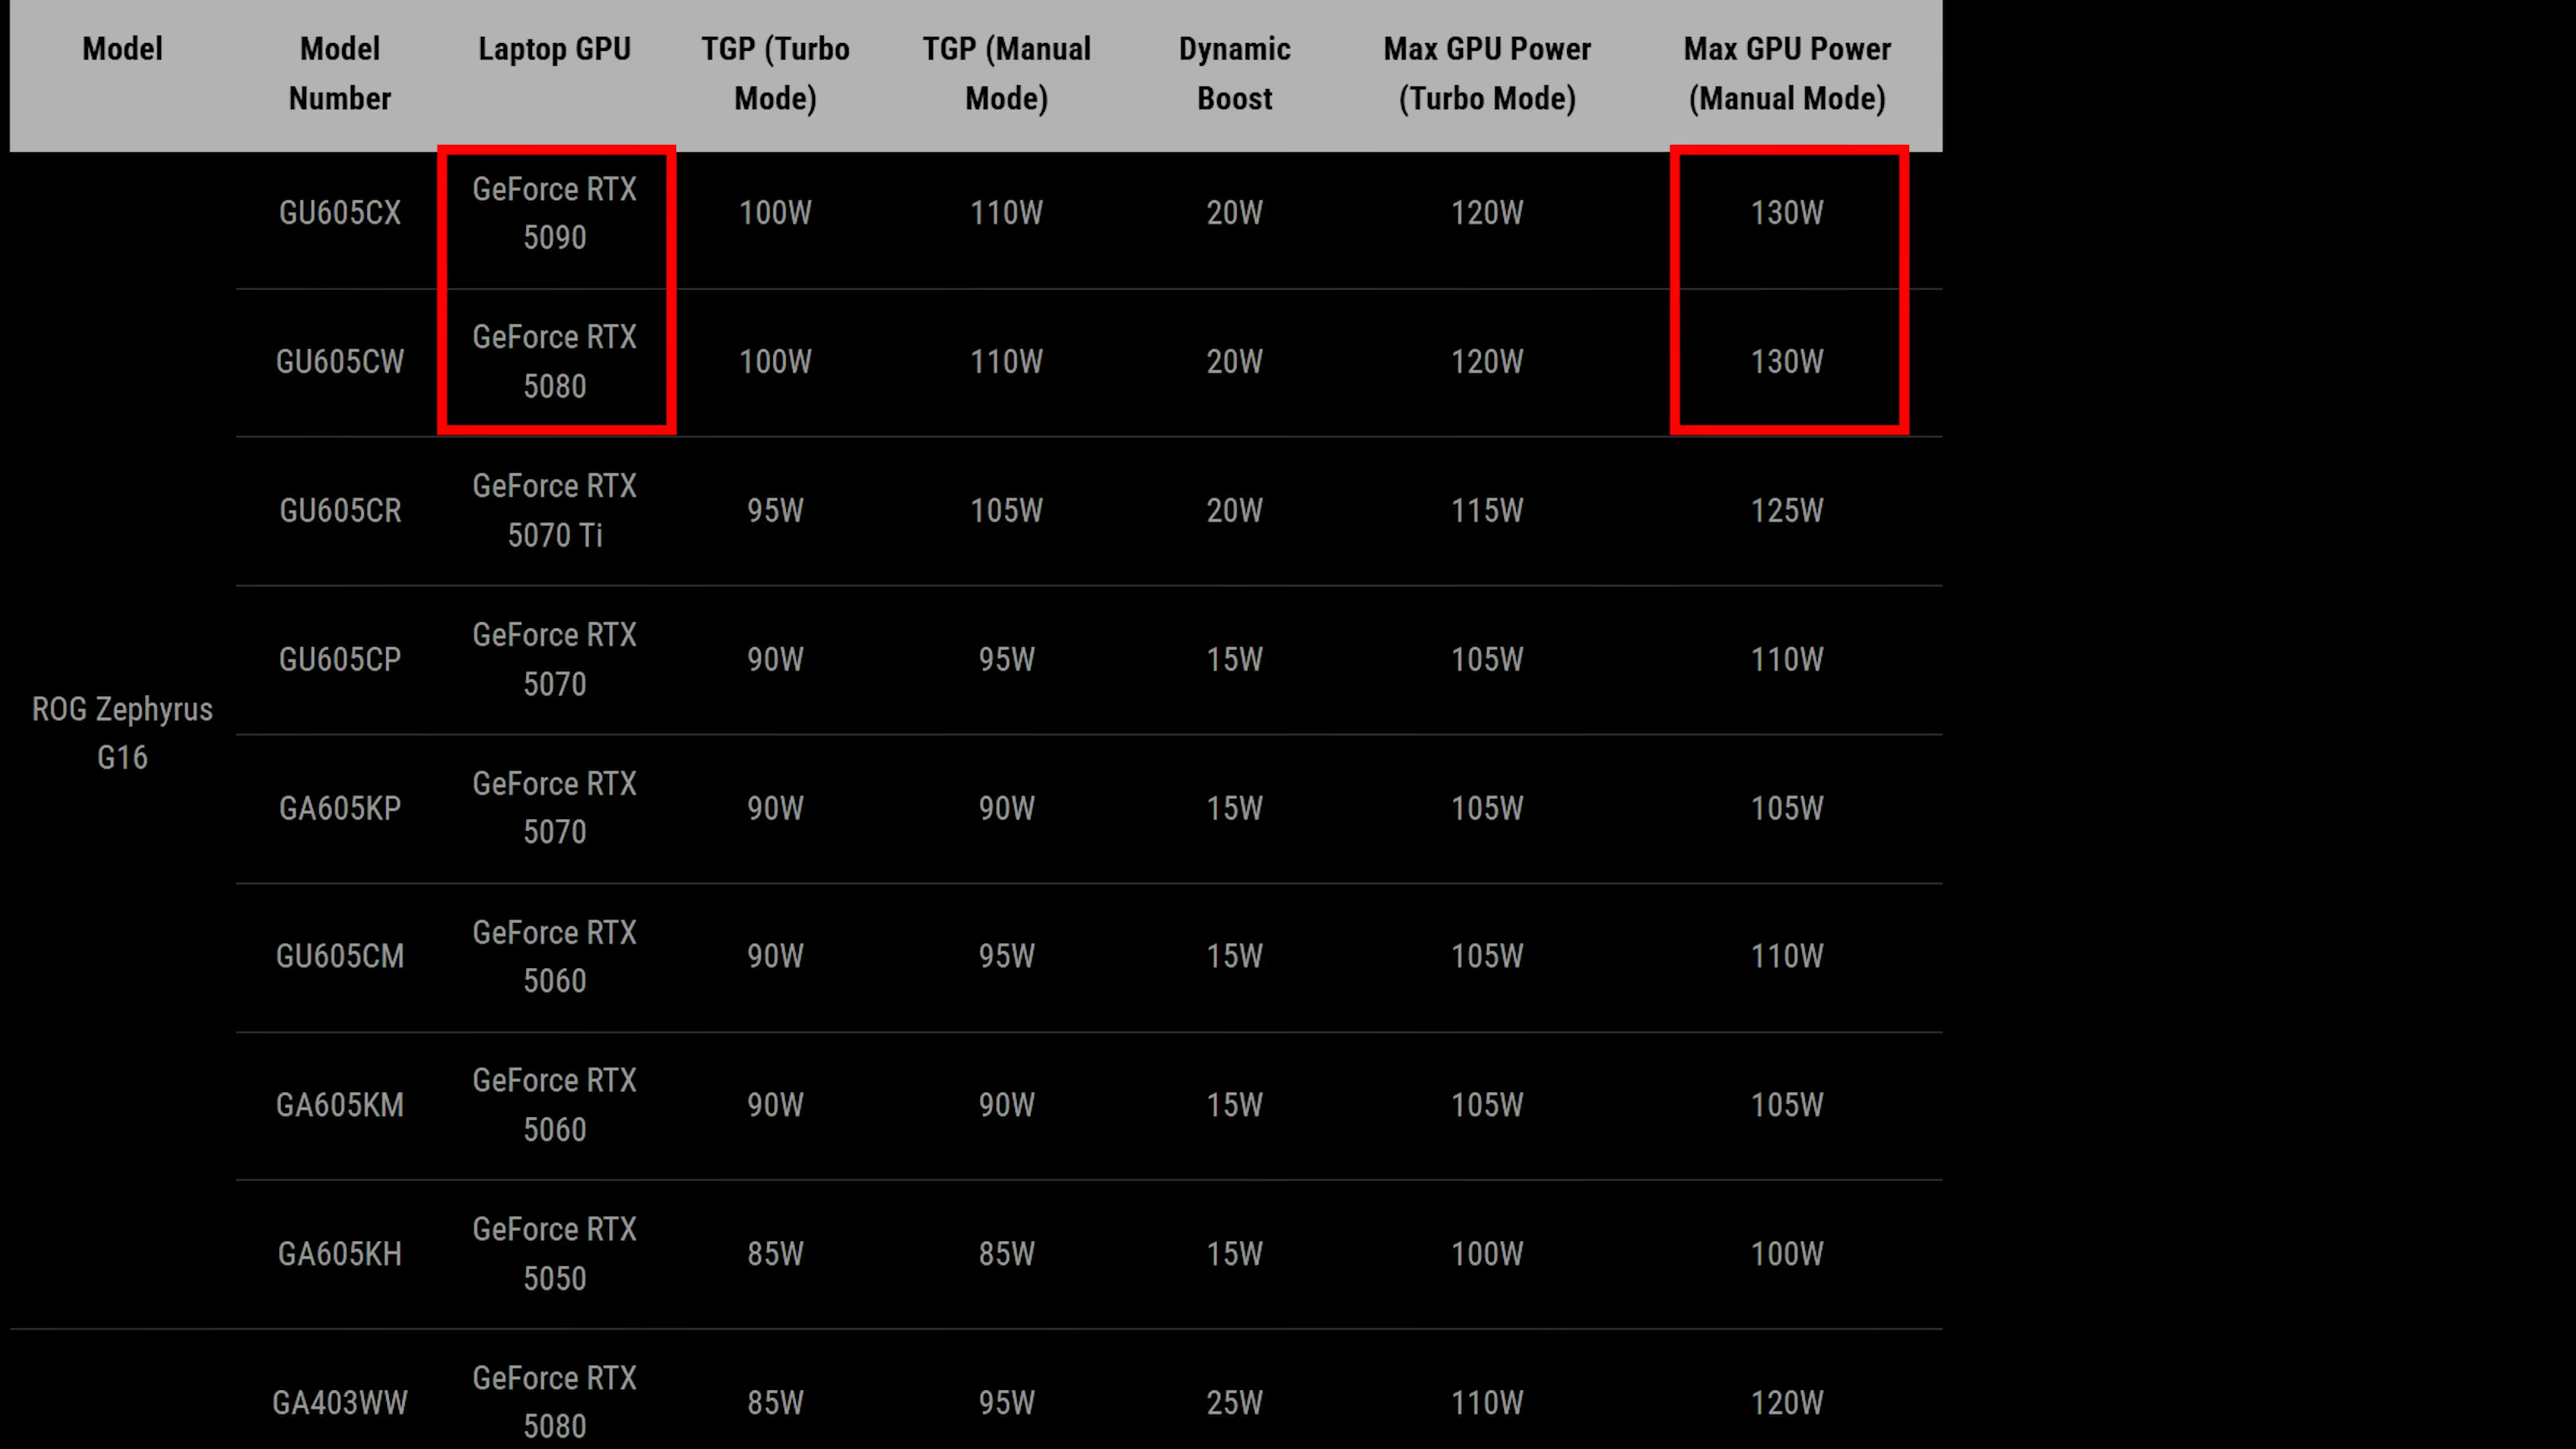 Model Model Number Laptop GPU TGP (Turbo Mode) TGP (Manual Mode) Dynamic Boost Max GPU Power (Turbo Mode) Max GPU Power (Manual Mode)
ROG Zephyrus G16
GU605CX GeForce RTX 5090 100W 110W 20W 120W 130W
GU605CW GeForce RTX 5080 100W 110W 20W 120W 130W
GU605CR GeForce RTX 5070 Ti 95W 105W 20W 115W 125W
GU605CP GeForce RTX 5070 90W 95W 15W 105W 110W
GA605KP GeForce RTX 5070 90W 90W 15W 105W 105W
GU605CM GeForce RTX 5060 90W 95W 15W 105W 110W
GA605KM GeForce RTX 5060 90W 90W 15W 105W 105W
GA605KH GeForce RTX 5050 85W 85W 15W 100W 100W
GA403WW GeForce RTX 5080 85W 95W 25W 110W 120W